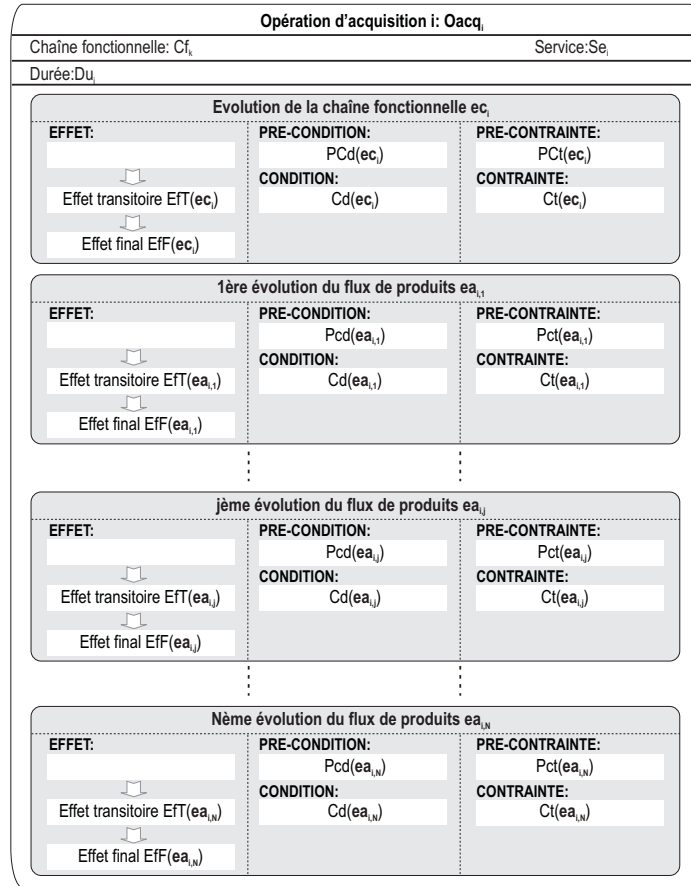 Opération d'acquisition i: Oacqᵢ
Chaîne fonctionnelle: Cfₖ Service:Seᵢ
Durée:Duᵢ
Evolution de la chaîne fonctionnelle ecᵢ
EFFET: PRE-CONDITION: PRE-CONTRAINTE:
PCd(ecᵢ) PCt(ecᵢ)
CONDITION: CONTRAINTE:
Effet transitoire EfT(ecᵢ) Cd(ecᵢ) Ct(ecᵢ)
Effet final EfF(ecᵢ)
1ère évolution du flux de produits eaᵢ,₁
EFFET: PRE-CONDITION: PRE-CONTRAINTE:
Pcd(eaᵢ,₁) Pct(eaᵢ,₁)
CONDITION: CONTRAINTE:
Effet transitoire EfT(eaᵢ,₁) Cd(eaᵢ,₁) Ct(eaᵢ,₁)
Effet final EfF(eaᵢ,₁)
jème évolution du flux de produits eaᵢ,ⱼ
EFFET: PRE-CONDITION: PRE-CONTRAINTE:
Pcd(eaᵢ,ⱼ) Pct(eaᵢ,ⱼ)
CONDITION: CONTRAINTE:
Effet transitoire EfT(eaᵢ,ⱼ) Cd(eaᵢ,ⱼ) Ct(eaᵢ,ⱼ)
Effet final EfF(eaᵢ,ⱼ)
Nème évolution du flux de produits eaᵢ,N
EFFET: PRE-CONDITION: PRE-CONTRAINTE:
Pcd(eaᵢ,N) Pct(eaᵢ,N)
CONDITION: CONTRAINTE:
Effet transitoire EfT(eaᵢ,N) Cd(eaᵢ,N) Ct(eaᵢ,N)
Effet final EfF(eaᵢ,N)